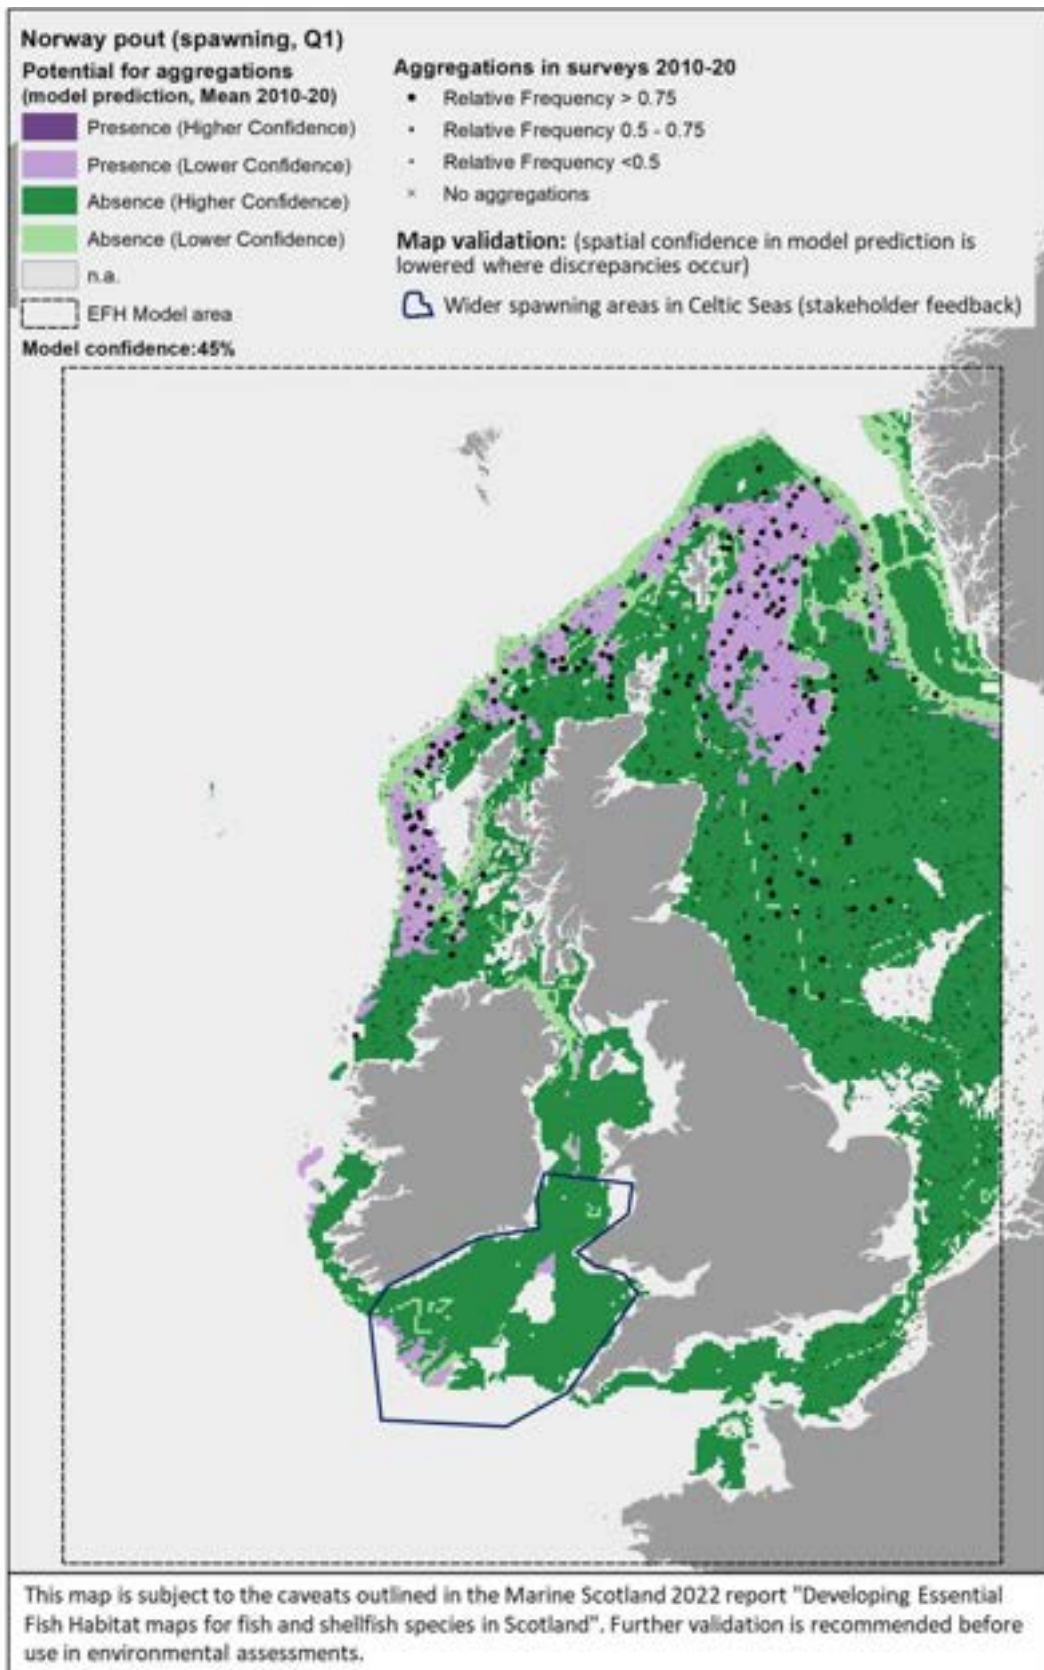 Norway pout (spawning, Q1)
Potential for aggregations
(model prediction, Mean 2010-20)
Presence (Higher Confidence)
Presence (Lower Confidence)
Absence (Higher Confidence)
Absence (Lower Confidence)
n.a.
EFH Model area
Model confidence:45%
Aggregations in surveys 2010-20
Relative Frequency > 0.75
Relative Frequency 0.5 - 0.75
Relative Frequency <0.5
No aggregations
Map validation: (spatial confidence in model prediction is
lowered where discrepancies occur)
Wider spawning areas in Celtic Seas (stakeholder feedback)
This map is subject to the caveats outlined in the Marine Scotland 2022 report "Developing Essential
Fish Habitat maps for fish and shellfish species in Scotland". Further validation is recommended before
use in environmental assessments.